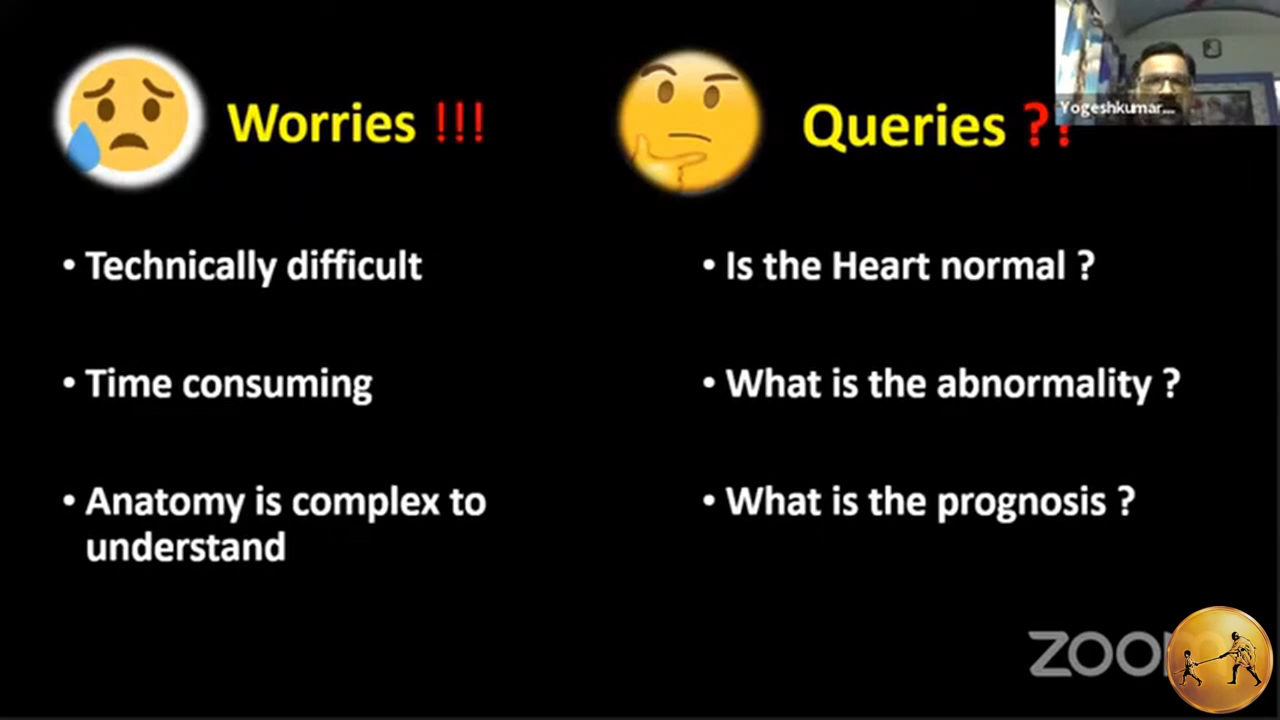 Worries !!!
Queries ??
Yogeshkumar...
• Technically difficult
• Is the Heart normal ?
• Time consuming
• What is the abnormality ?
• Anatomy is complex to
understand
• What is the prognosis ?
zoom